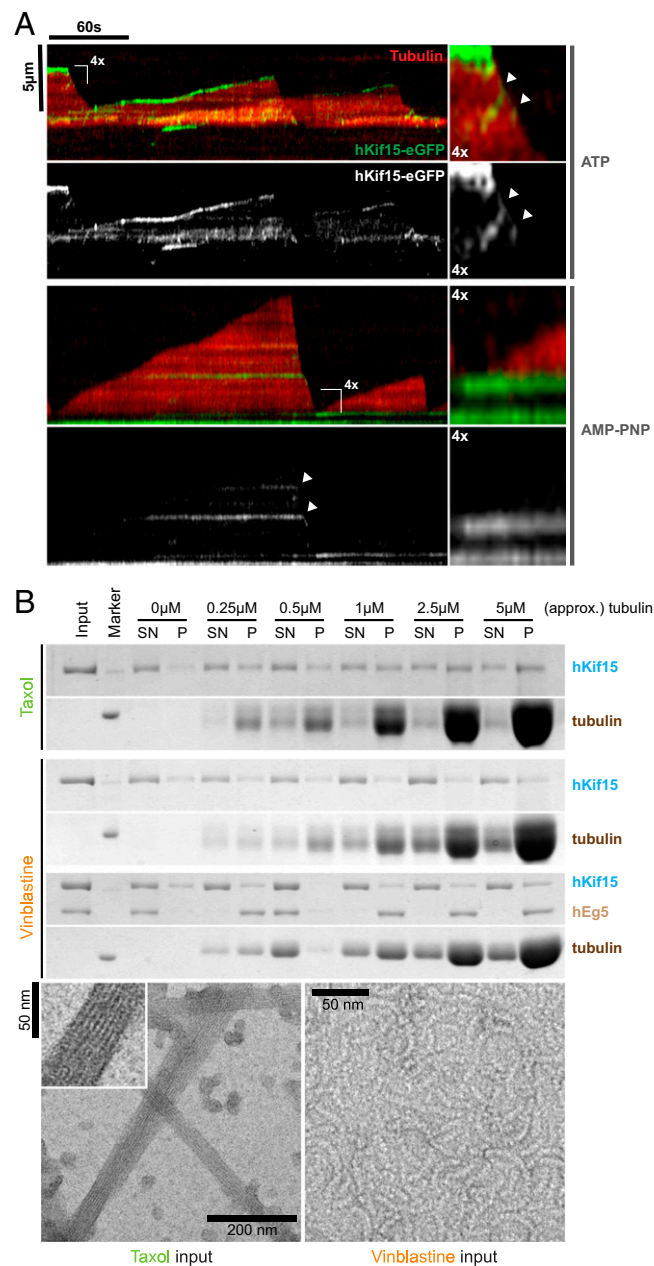 A
60s
5µm
4x
Tubulin
hKif15-eGFP
4x
ATP
hKif15-eGFP
4x
4x
4x
AMP-PNP
4x
B
Input
Marker
0µM
0.25µM
0.5µM
1µM
2.5µM
5µM
(approx.) tubulin
SN P SN P SN P SN P SN P SN P
Taxol
hKif15
tubulin
Vinblastine
hKif15
tubulin
hKif15
hEg5
tubulin
50 nm
200 nm
50 nm
Taxol input
Vinblastine input